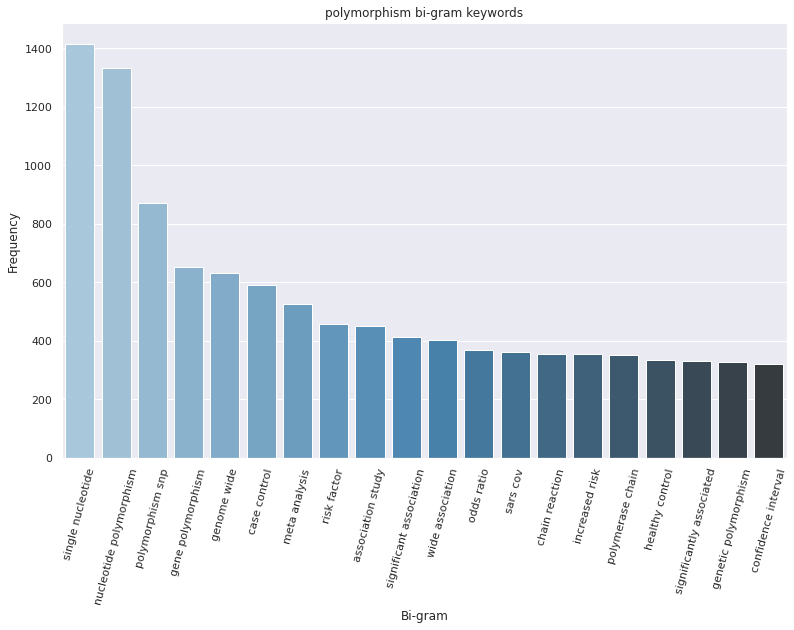 polymorphism bi-gram keywords
Frequency
1400
1200
1000
800
600
400
200
0
single nucleotide
nucleotide polymorphism
polymorphism snp
gene polymorphism
genome wide
case control
meta analysis
risk factor
association study
significant association
wide association
odds ratio
sars cov
chain reaction
increased risk
polymerase chain
healthy control
significantly associated
genetic polymorphism
confidence interval
Bi-gram